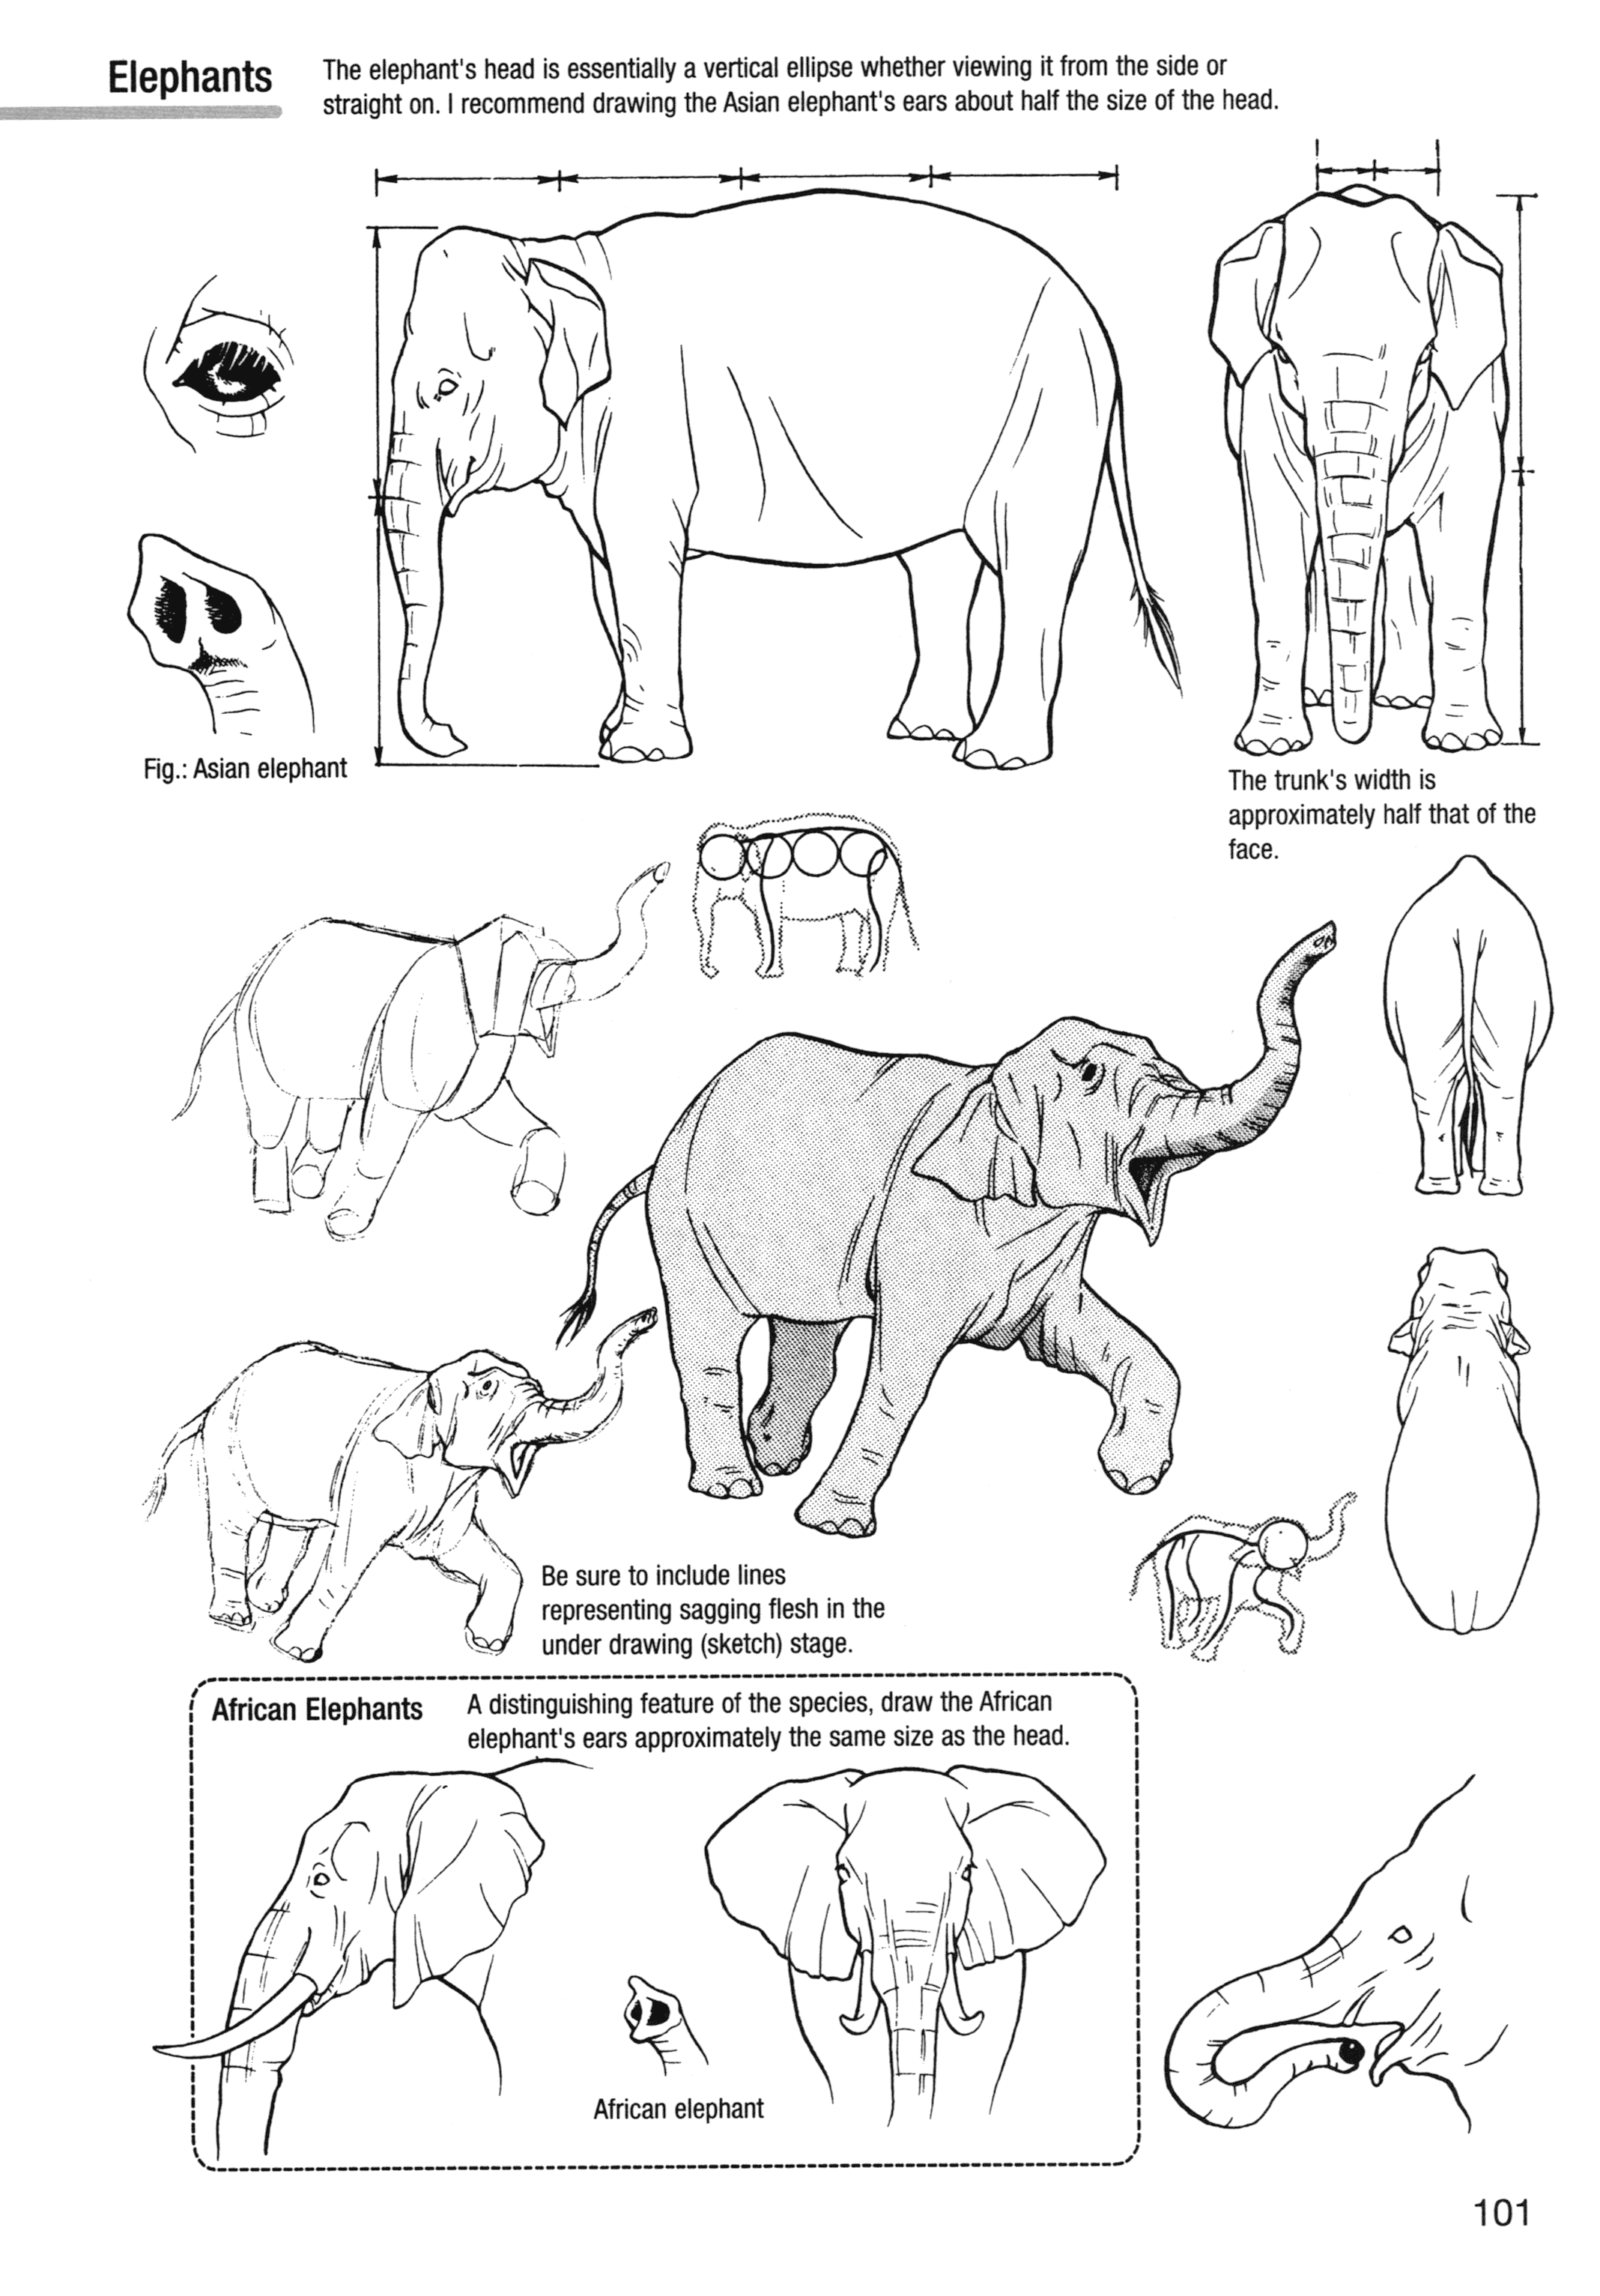 Elephants
The elephant's head is essentially a vertical ellipse whether viewing it from the side or
straight on. I recommend drawing the Asian elephant's ears about half the size of the head.
Fig.: Asian elephant
The trunk's width is
approximately half that of the
face.
Be sure to include lines
representing sagging flesh in the
under drawing (sketch) stage.
African Elephants
A distinguishing feature of the species, draw the African
elephant's ears approximately the same size as the head.
African elephant
101